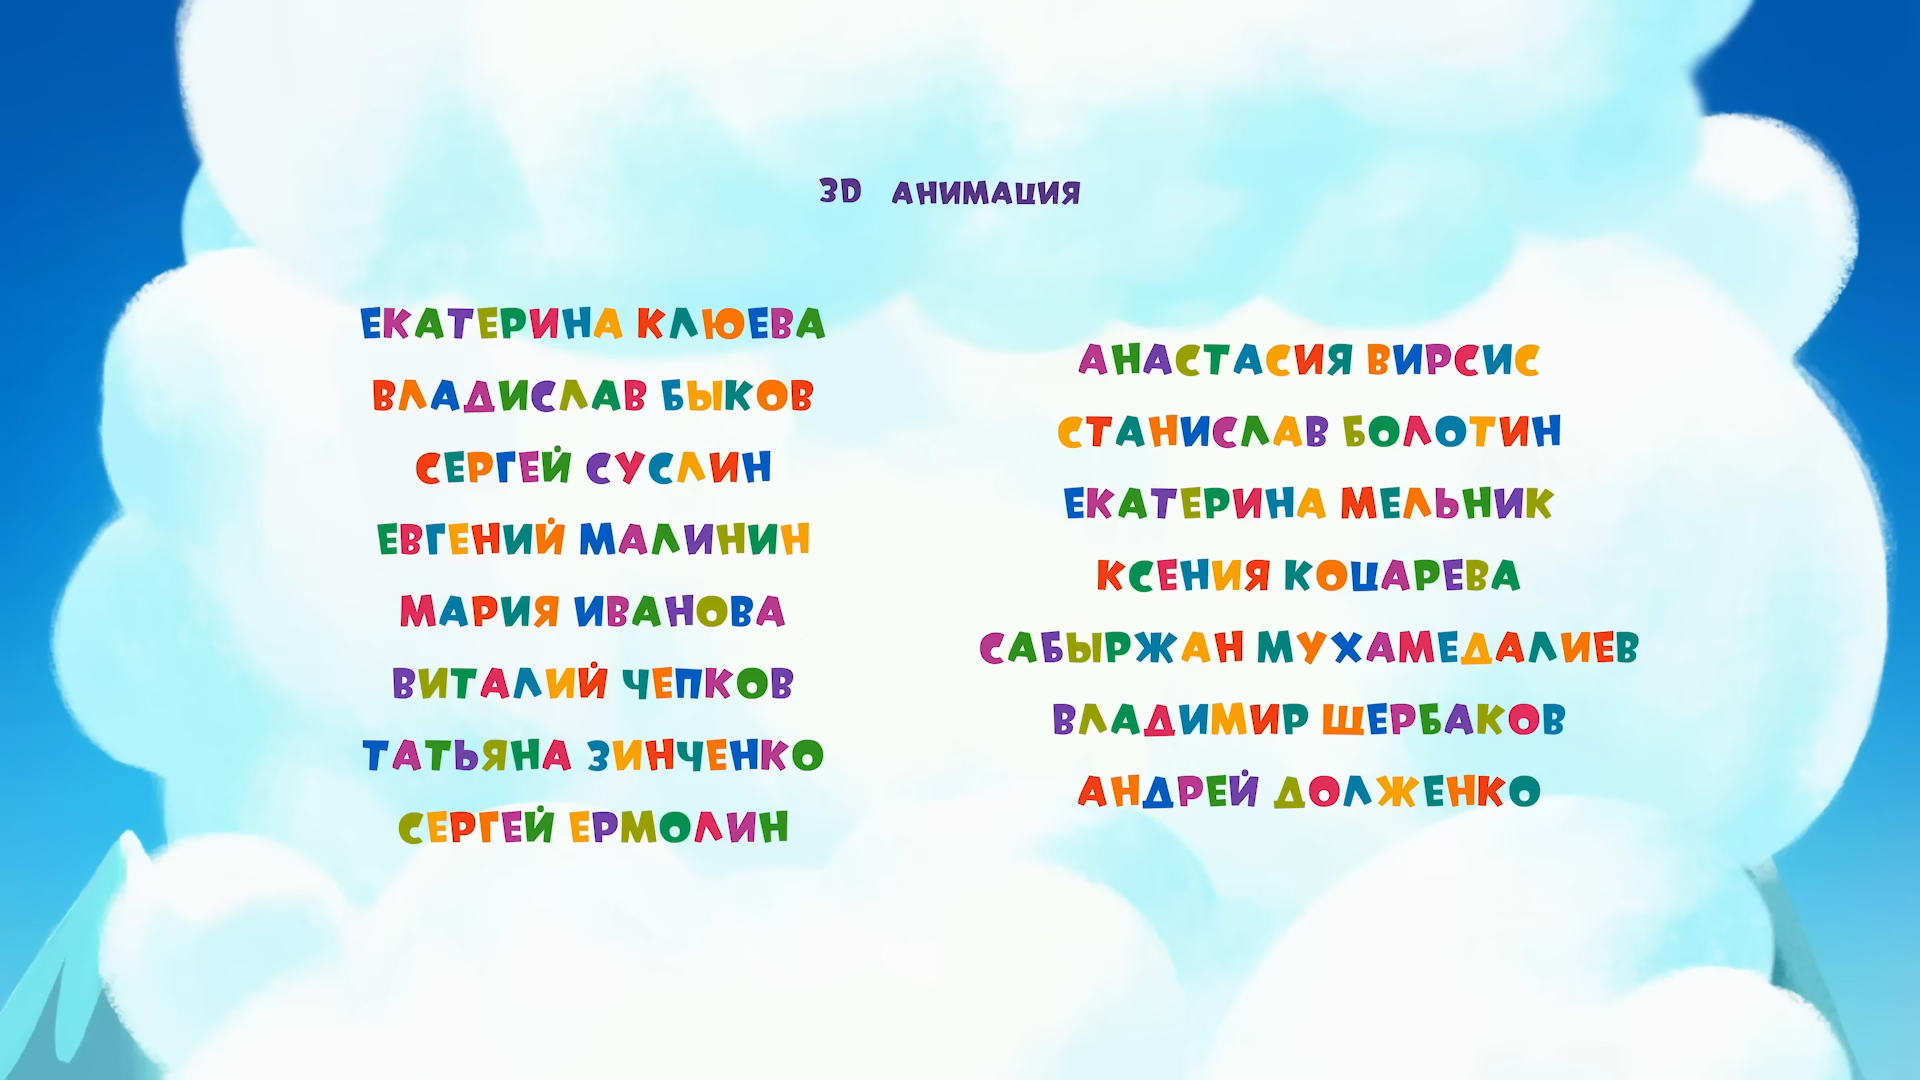 3D АНИМАЦИЯ
ЕКАТЕРИНА КЛЮЕВА
ВЛАДИСЛАВ БЫКОВ
СЕРГЕЙ СУСЛИН
ЕВГЕНИЙ МАЛИНИН
МАРИЯ ИВАНОВА
ВИТАЛИЙ ЧЕПКОВ
ТАТЬЯНА ЗИНЧЕНКО
СЕРГЕЙ ЕРМОЛИН
АНАСТАСИЯ ВИРСИС
СТАНИСЛАВ БОЛОТИН
ЕКАТЕРИНА МЕЛЬНИК
КСЕНИЯ КОЦАРЕВА
САБЫРЖАН МУХАМЕДАЛИЕВ
ВЛАДИМИР ЩЕРБАКОВ
АНДРЕЙ ДОЛЖЕНКО